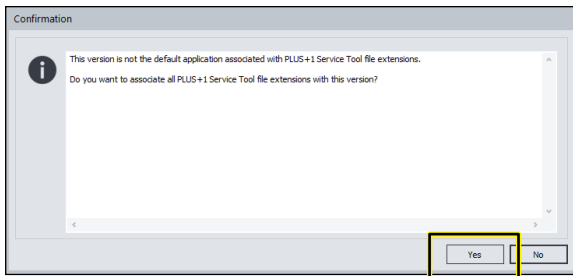 Confirmation
This version is not the default application associated with PLUS+1 Service Tool file extensions.
Do you want to associate all PLUS+1 Service Tool file extensions with this version?
Yes
No